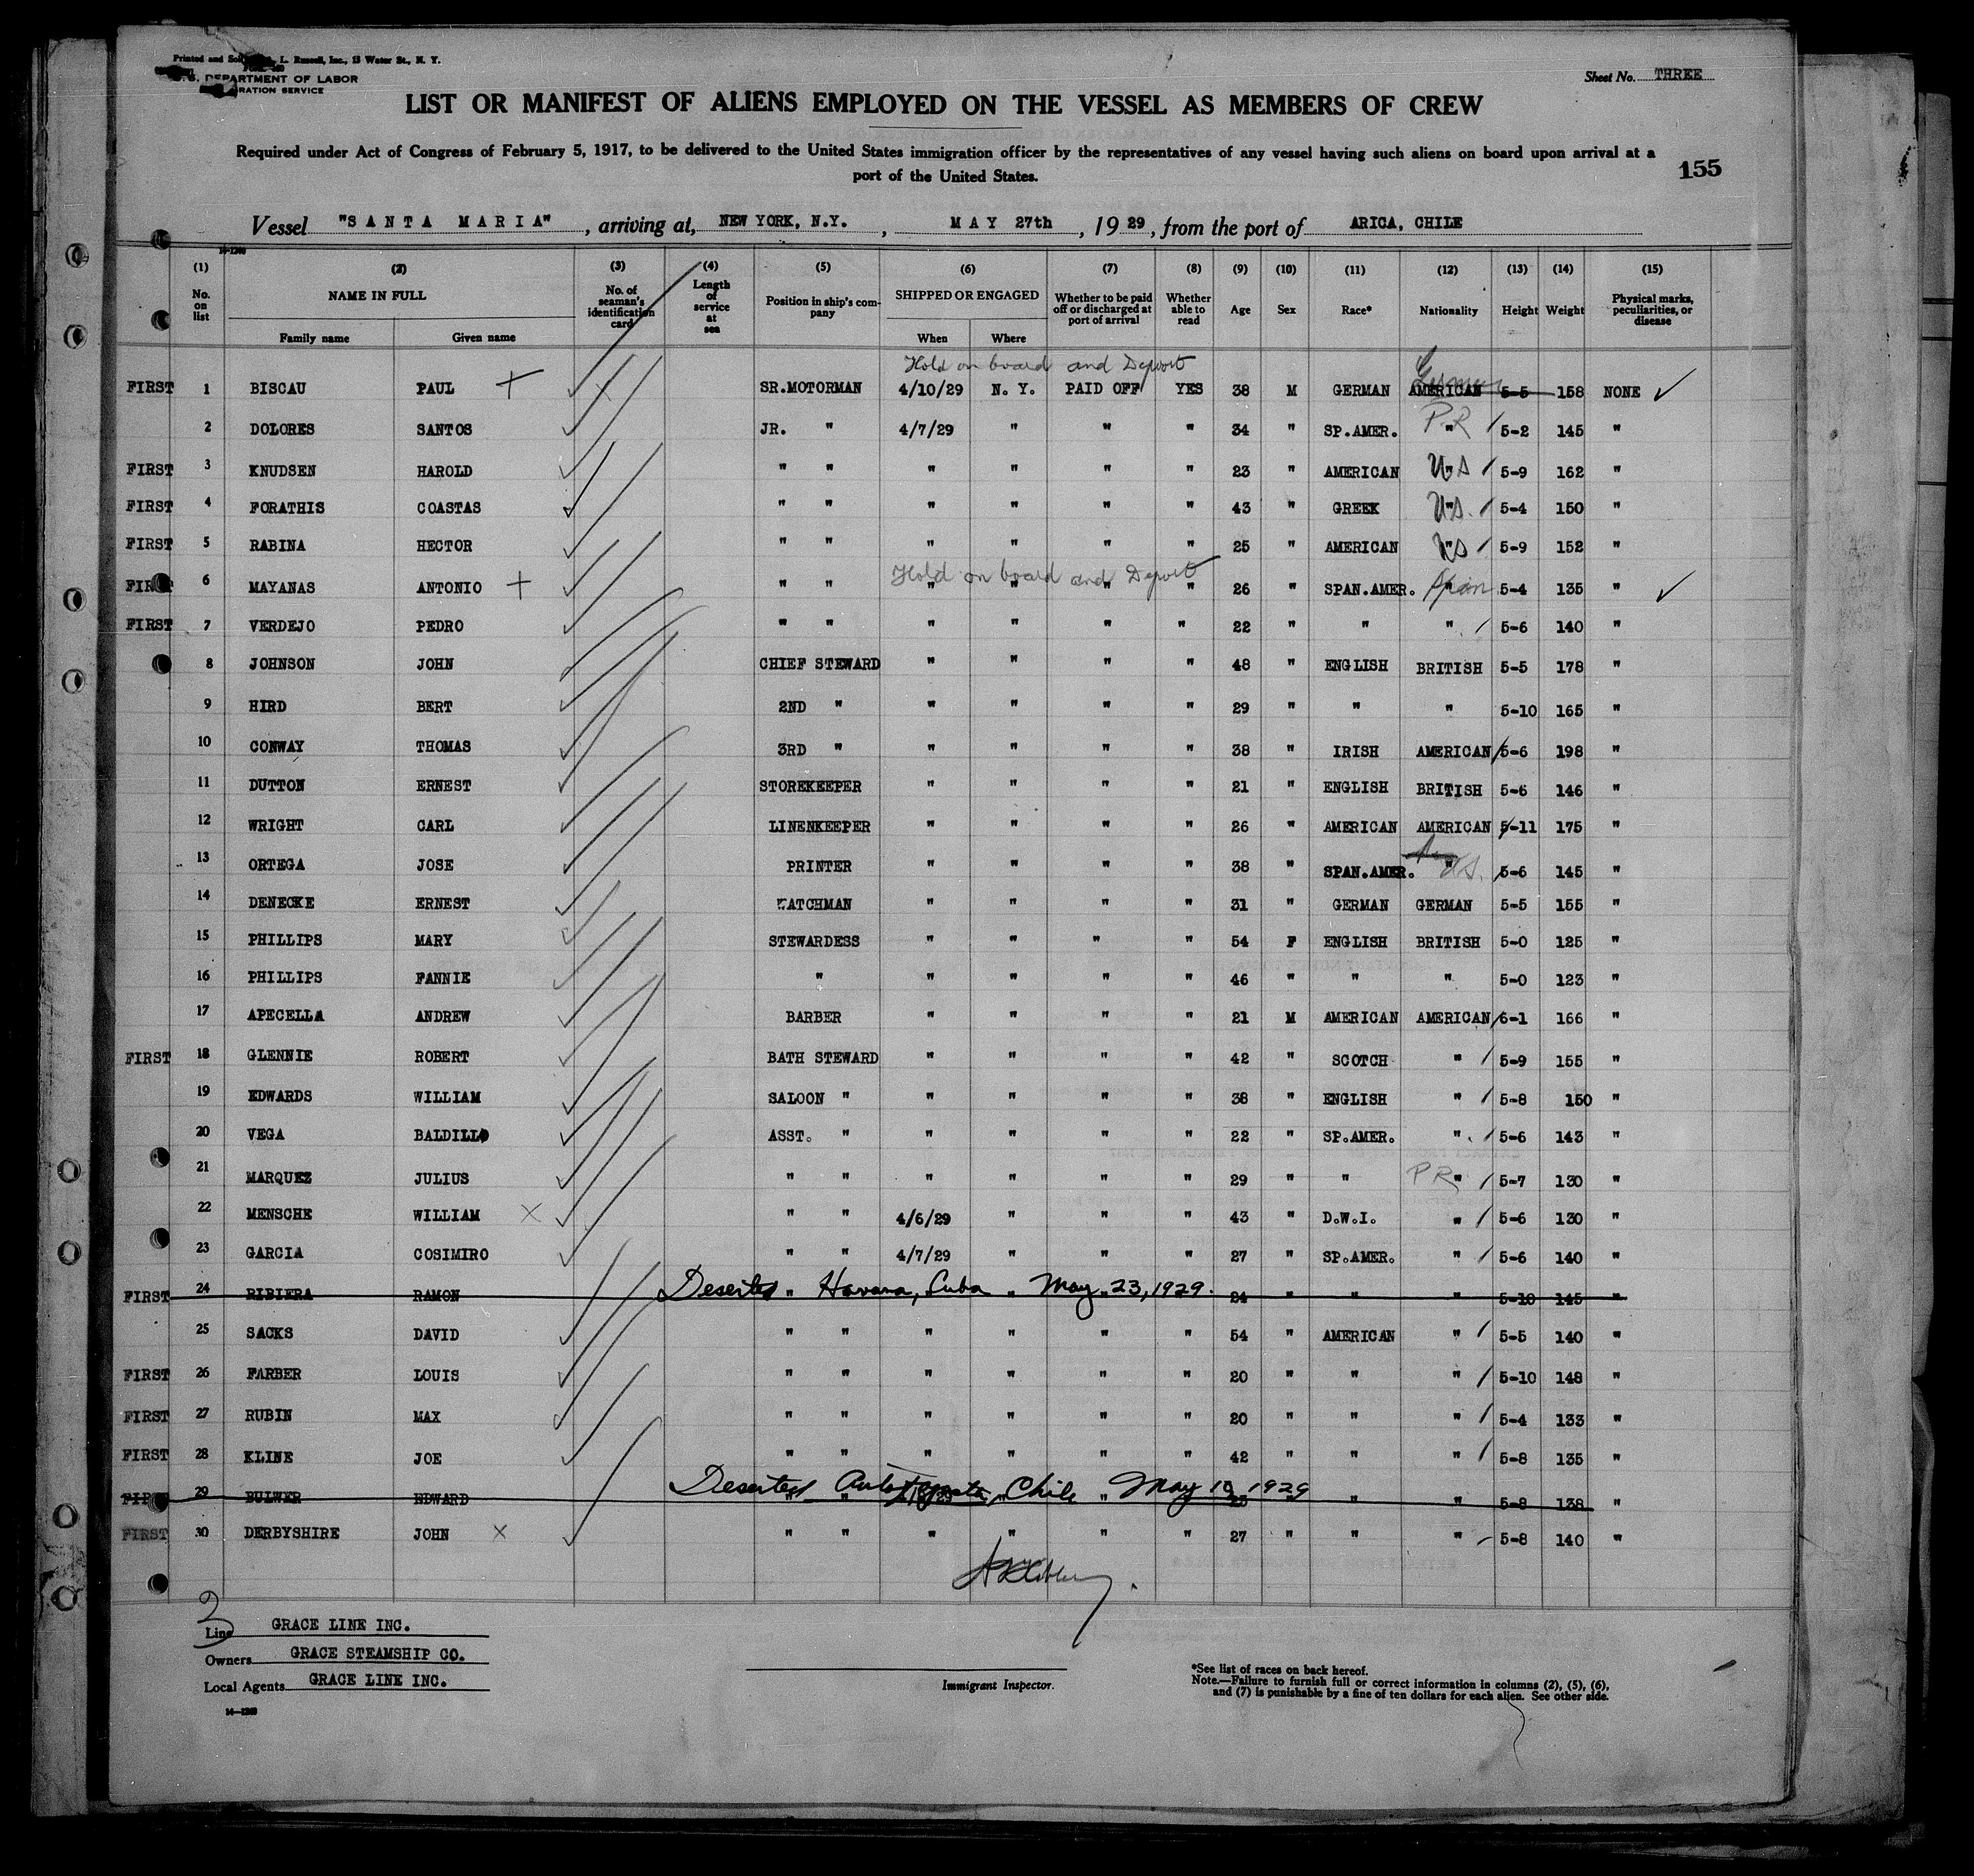 Printed and Sol L. Russell, Inc., 13 Water St., N. Y.
U. S. DEPARTMENT OF LABOR
RATION SERVICE
Sheet No. THREE
LIST OR MANIFEST OF ALIENS EMPLOYED ON THE VESSEL AS MEMBERS OF CREW
Required under Act of Congress of February 5, 1917, to be delivered to the United States immigration officer by the representatives of any vessel having such aliens on board upon arrival at a
port of the United States.
155
Vessel "SANTA MARIA", arriving at, NEW YORK, N.Y., MAY 27th, 1929, from the port of ARICA, CHILE
(1) No. on list (2) NAME IN FULL Family name Given name (3) No. of seaman's identification card (4) Length of service at sea (5) Position in ship's company (6) SHIPPED OR ENGAGED When Where (7) Whether to be paid off or discharged at port of arrival (8) Whether able to read (9) Age (10) Sex (11) Race* (12) Nationality (13) Height (14) Weight (15) Physical marks, peculiarities, or disease
Hold on board and Deport German
FIRST 1 BISCAU PAUL + SR.MOTORMAN 4/10/29 N. Y. PAID OFF YES 38 M GERMAN AMERICAN 5-5 158 NONE ✓
2 DOLORES SANTOS JR. " 4/7/29 " " " 34 " SP.AMER. " P.R 5-2 145 "
FIRST 3 KNUDSEN HAROLD " " " " " " 23 " AMERICAN " U.S 5-9 162 "
FIRST 4 FORATHIS COASTAS " " " " " " 43 " GREEK " U.S. 5-4 150 "
FIRST 5 RABINA HECTOR " " " " " " 25 " AMERICAN " US 5-9 152 "
Hold on board and Deport
FIRST 6 MAYANAS ANTONIO + " " " " " " 26 " SPAN.AMER. " Span 5-4 135 " ✓
FIRST 7 VERDEJO PEDRO " " " " " " 22 " " " 5-6 140 "
8 JOHNSON JOHN CHIEF STEWARD " " " " 48 " ENGLISH BRITISH 5-5 178 "
9 HIRD BERT 2ND " " " " " 29 " " " 5-10 165 "
10 CONWAY THOMAS 3RD " " " " " 38 " IRISH AMERICAN 5-6 198 "
11 DUTTON ERNEST STOREKEEPER " " " " 21 " ENGLISH BRITISH 5-6 146 "
12 WRIGHT CARL LINENKEEPER " " " " 26 " AMERICAN AMERICAN 5-11 175 "
13 ORTEGA JOSE PRINTER " " " " 38 " SPAN.AMER. " U.S. 5-6 145 "
14 DENECKE ERNEST WATCHMAN " " " " 31 " GERMAN GERMAN 5-5 155 "
15 PHILLIPS MARY STEWARDESS " " " " 54 F ENGLISH BRITISH 5-0 125 "
16 PHILLIPS FANNIE " " " " " 46 " " " 5-0 123 "
17 APECELLA ANDREW BARBER " " " " 21 M AMERICAN AMERICAN 6-1 166 "
FIRST 18 GLENNIE ROBERT BATH STEWARD " " " " 42 " SCOTCH " 5-9 155 "
19 EDWARDS WILLIAM SALOON " " " " " 38 " ENGLISH " 5-8 150 "
20 VEGA BALDILLO ASST. " " " " " 22 " SP.AMER. " 5-6 143 "
21 MARQUEZ JULIUS " " " " " " 29 " " PR " 5-7 130 "
22 MENSCHE WILLIAM X " " 4/6/29 " " " 43 " D.W.I. " 5-6 130 "
23 GARCIA COSIMIRO " " 4/7/29 " " " 27 " SP.AMER. " 5-6 140 "
FIRST 24 RIBIERA RAMON Deserted " Havana, Cuba " May 23, 1929. 24 " " " 5-10 145 "
25 SACKS DAVID " " " " " " 54 " AMERICAN " 5-5 140 "
FIRST 26 FARBER LOUIS " " " " " " 20 " " " 5-10 148 "
FIRST 27 RUBIN MAX " " " " " " 20 " " " 5-4 133 "
FIRST 28 KLINE JOE " " " " " " 42 " " " 5-8 135 "
FIRST 29 BULWER EDWARD Deserted Chile " May 10 1929 " " " 5-8 138 "
FIRST 30 DERBYSHIRE JOHN X " " " " " " 27 " " " 5-8 140 "
3
Line GRACE LINE INC.
Owners GRACE STEAMSHIP CO.
Local Agents GRACE LINE INC.
Immigrant Inspector.
*See list of races on back hereof.
Note.—Failure to furnish full or correct information in columns (2), (5), (6),
and (7) is punishable by a fine of ten dollars for each alien. See other side.
14—1240